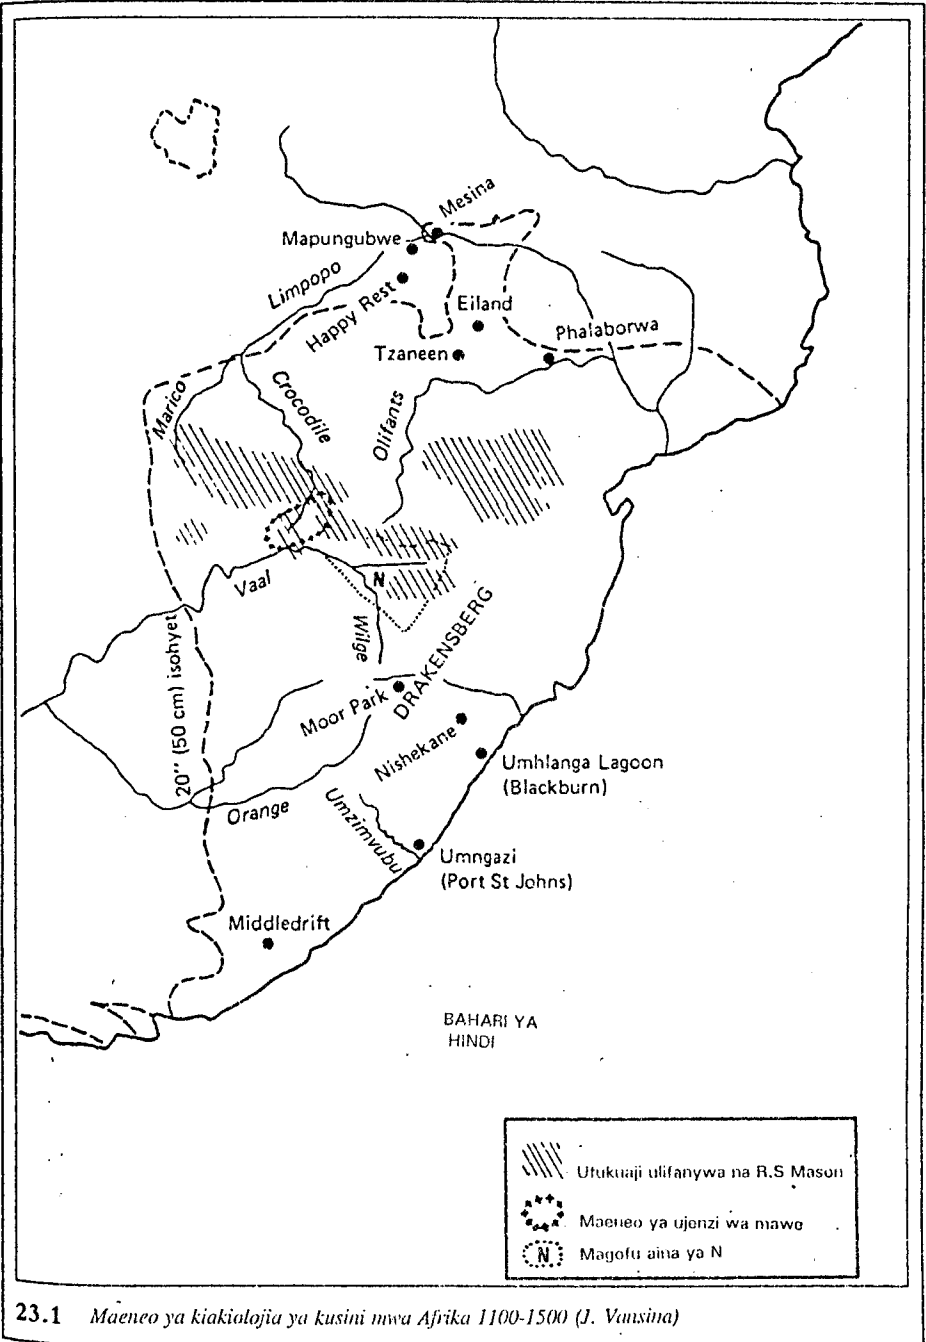 Mesina
Mapungubwe
Limpopo
Happy Rest
Eiland
Phalaborwa
Tzaneen
Marico
Crocodile
Olifants
Vaal
N
Wilge
DRAKENSBERG
20" (50 cm) isohyet
Moor Park
Nishekane
Umhlanga Lagoon
(Blackburn)
Orange
Umzimvubu
Umngazi
(Port St Johns)
Middledrift
BAHARI YA
HINDI
Utukuaji ulifanywa na R.S Mason
Maeneo ya ujenzi wa mawe
N Magofu aina ya N
23.1 Maeneo ya kiakiolojia ya kusini mwa Afrika 1100-1500 (J. Vansina)